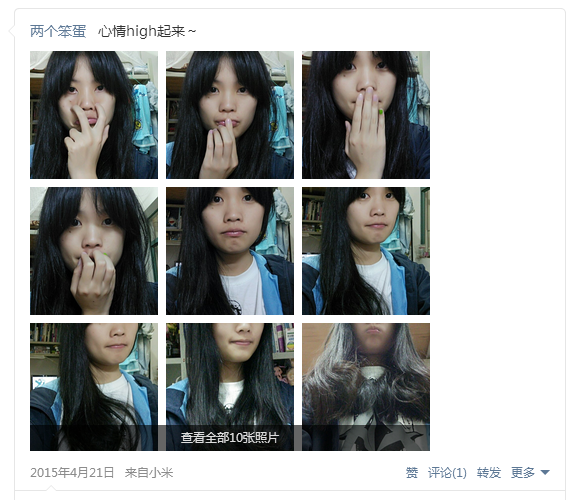 两个笨蛋 心情high起来~
查看全部10张照片
2015年4月21日 来自小米 赞 评论(1) 转发 更多